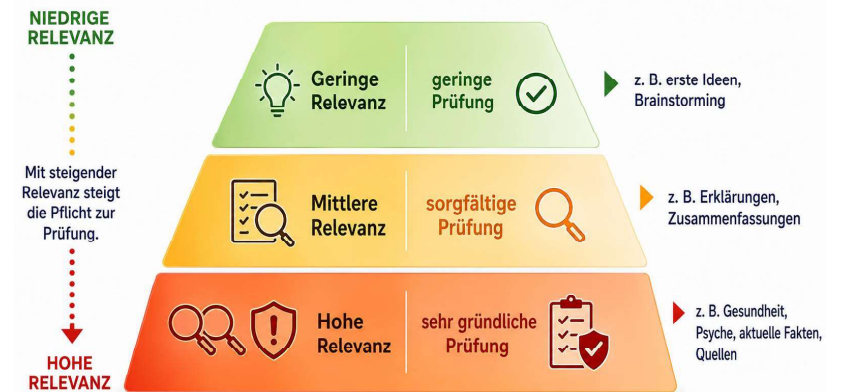 NIEDRIGE
RELEVANZ
Mit steigender
Relevanz steigt
die Pflicht zur
Prüfung.
HOHE
RELEVANZ
Geringe
Relevanz
geringe
Prüfung
z. B. erste Ideen,
Brainstorming
Mittlere
Relevanz
sorgfältige
Prüfung
z. B. Erklärungen,
Zusammenfassungen
Hohe
Relevanz
sehr gründliche
Prüfung
z. B. Gesundheit,
Psyche, aktuelle Fakten,
Quellen